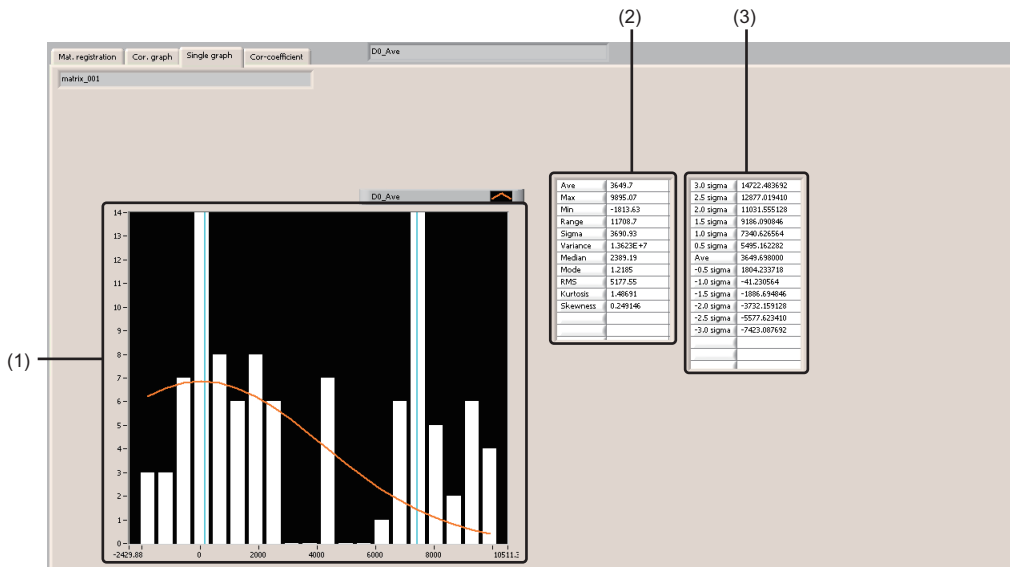 (2) (3)
Mat. registration Cor. graph Single graph Cor-coefficient D0_Ave
matrix_001
D0_Ave
(1)
14
13
12
11
10
9
8
7
6
5
4
3
2
1
0
-2429.88 0 2000 4000 6000 8000 10511.3
Ave 3649.7
Max 9895.07
Min -1813.63
Range 11708.7
Sigma 3690.93
Variance 1.3623E+7
Median 2389.19
Mode 1.2185
RMS 5177.55
Kurtosis 1.48691
Skewness 0.249146
3.0 sigma 14722.483692
2.5 sigma 12877.019410
2.0 sigma 11031.555128
1.5 sigma 9186.090846
1.0 sigma 7340.626564
0.5 sigma 5495.162282
Ave 3649.698000
-0.5 sigma 1804.233718
-1.0 sigma -41.230564
-1.5 sigma -1886.694846
-2.0 sigma -3732.159128
-2.5 sigma -5577.623410
-3.0 sigma -7423.087692